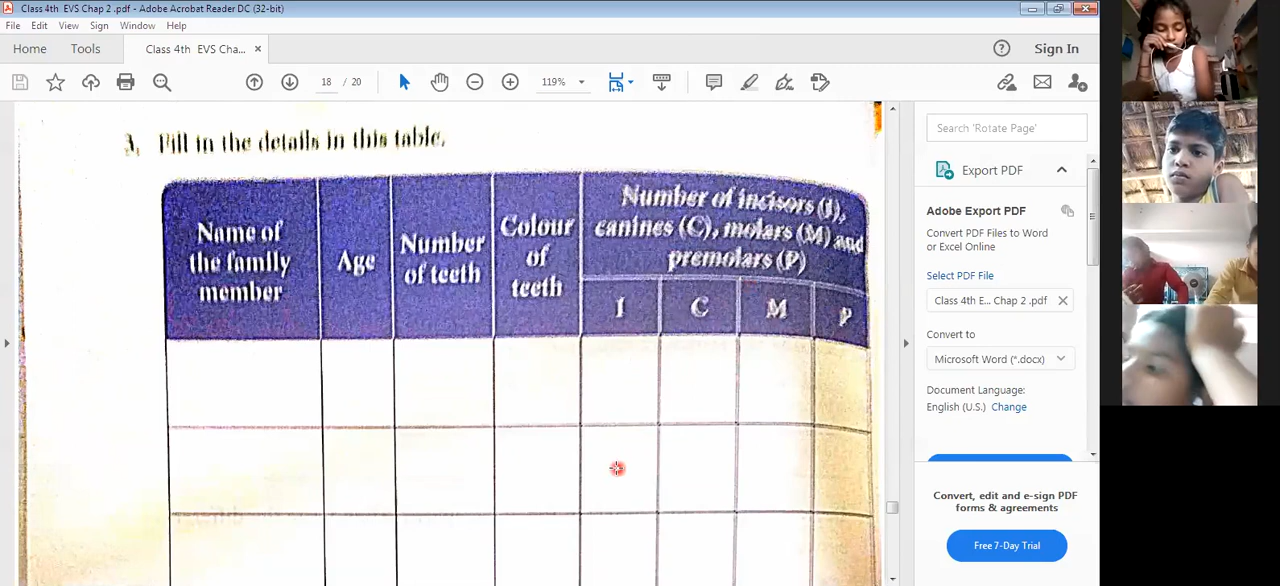 Class 4th EVS Chap 2 .pdf - Adobe Acrobat Reader DC (32-bit)
File Edit View Sign Window Help
Home Tools Class 4th EVS Cha... × Sign In
18 / 20 119%
3. Fill in the details in this table.
Name of
the family
member
Age
Number
of teeth
Colour
of
teeth
Number of incisors (I),
canines (C), molars (M) and
premolars (P)
I C M P
Search 'Rotate Page'
Export PDF
Adobe Export PDF
Convert PDF Files to Word
or Excel Online
Select PDF File
Class 4th E... Chap 2 .pdf
Convert to
Microsoft Word (*.docx)
Document Language:
English (U.S.) Change
Convert, edit and e-sign PDF
forms & agreements
Free 7-Day Trial